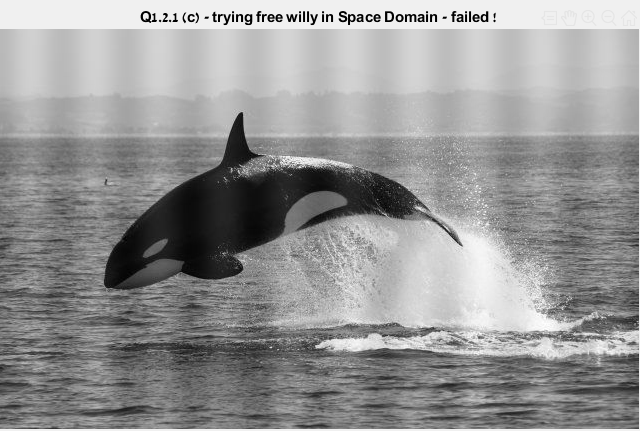 Q1.2.1 (c) - trying free willy in Space Domain - failed !